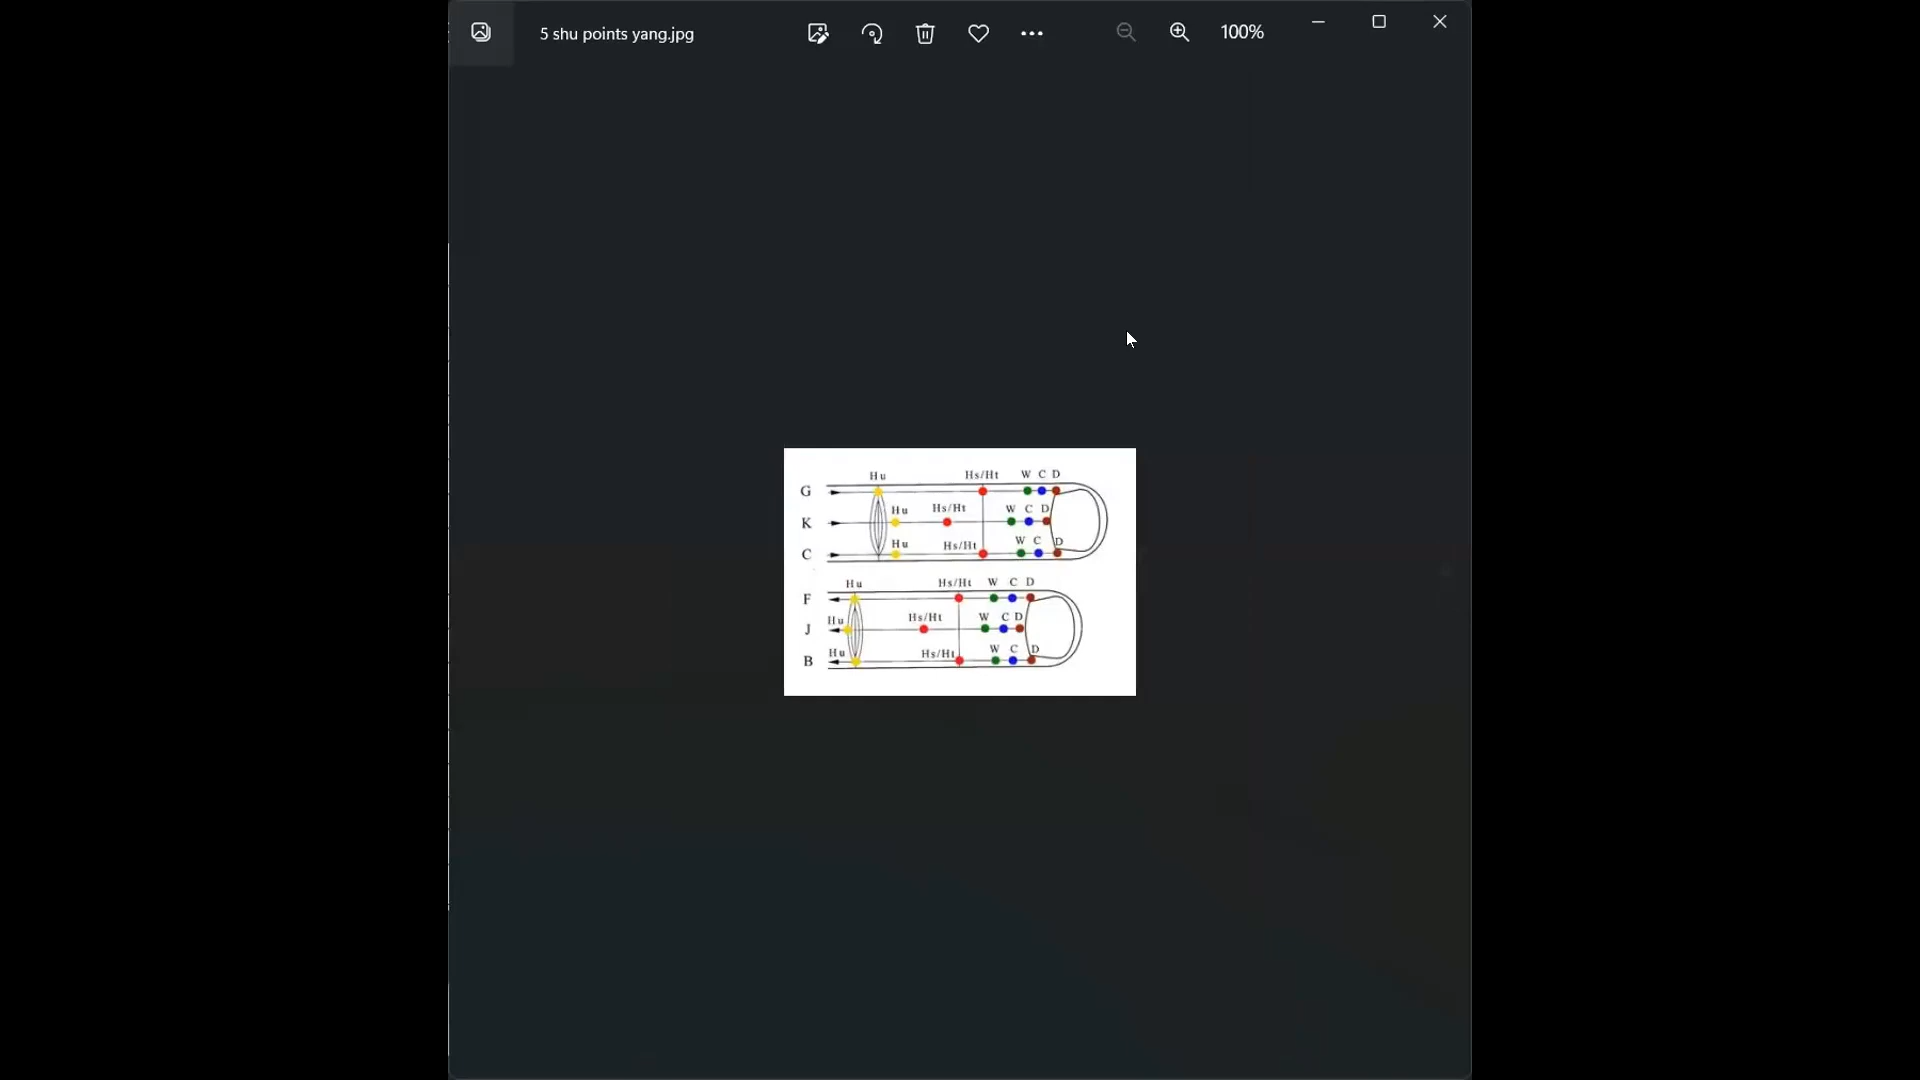 5 shu points yang.jpg
100%
Hu Hs/Ht W C D
G
Hu Hs/Ht W C D
K
Hu Hs/Ht W C D
C
Hu Hs/Ht W C D
F
Hu Hs/Ht W C D
J
Hu Hs/Ht W C D
B